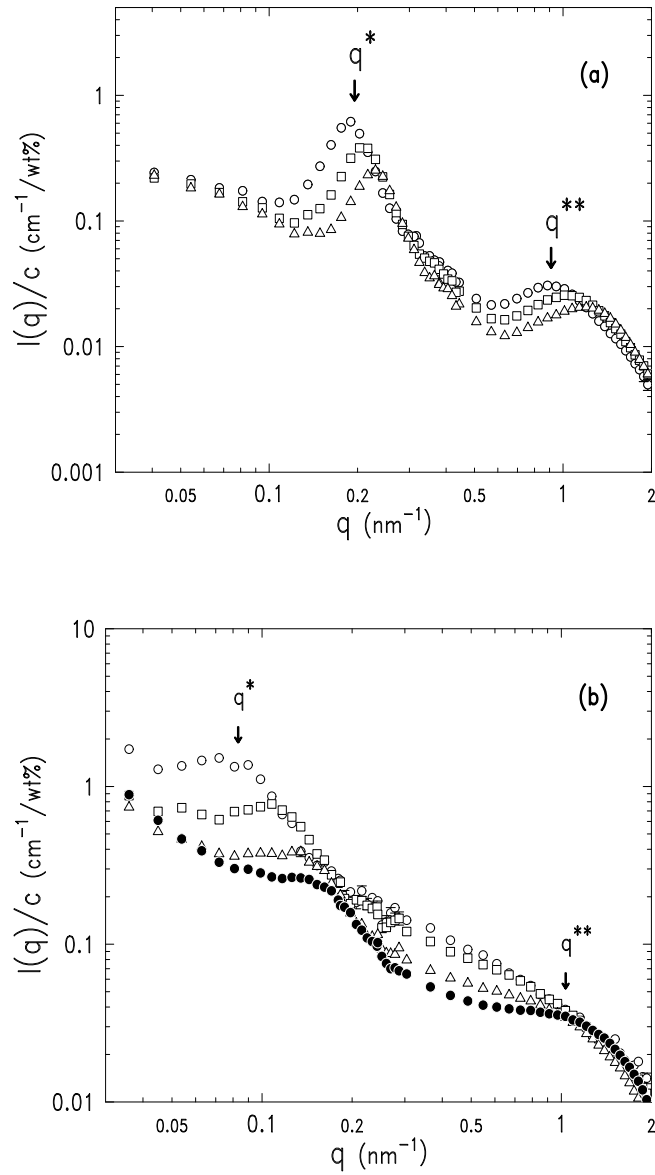 (a)
q*
q**
I(q)/c (cm⁻¹/wt%)
1
0.1
0.01
0.001
0.05 0.1 0.2 0.5 1 2
q (nm⁻¹)
(b)
q*
q**
I(q)/c (cm⁻¹/wt%)
10
1
0.1
0.01
0.05 0.1 0.2 0.5 1 2
q (nm⁻¹)